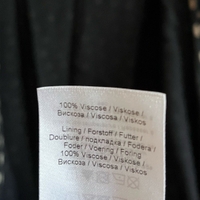 100% Viscose / Viskose /
Вискоза / Viscosa / Viskos
Lining / Forstoff / Futter /
Doublure / подкладка / Fodera /
Foder / Voering / Foring
100% Viscose / Viskose /
Вискоза / Viscosa / Viskos